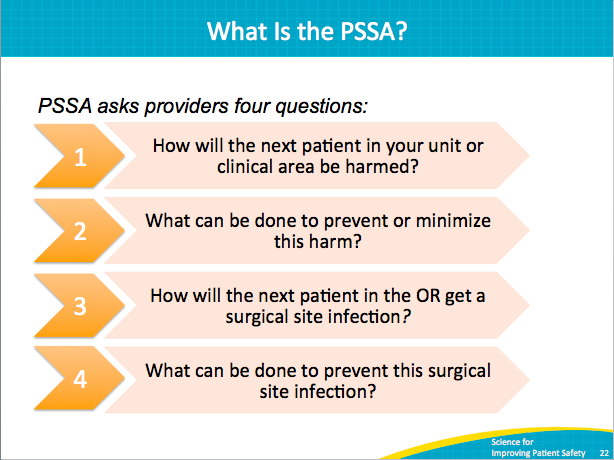 What Is the PSSA?
PSSA asks providers four questions:
1
How will the next patient in your unit or
clinical area be harmed?
2
What can be done to prevent or minimize
this harm?
3
How will the next patient in the OR get a
surgical site infection?
4
What can be done to prevent this surgical
site infection?
Science for
Improving Patient Safety 22